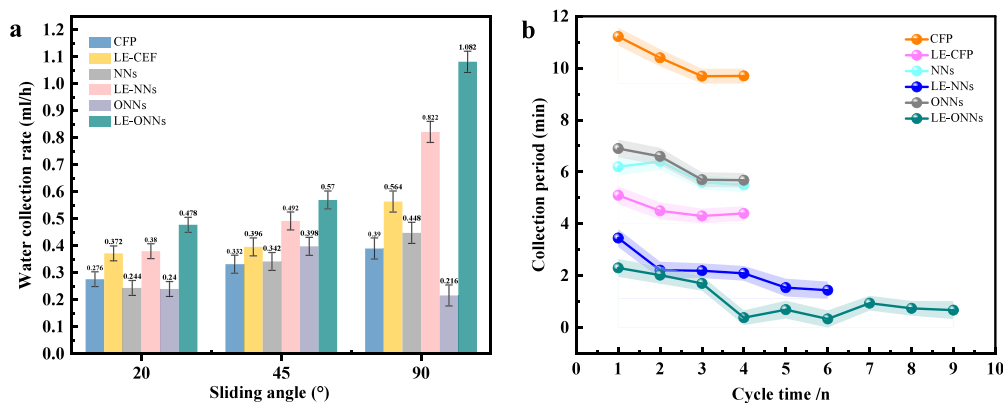 a
Water collection rate (ml/h)
1.2
1.1
1.0
0.9
0.8
0.7
0.6
0.5
0.4
0.3
0.2
0.1
0.0
CFP
LE-CEF
NNs
LE-NNs
ONNs
LE-ONNs
0.276
0.372
0.244
0.38
0.24
0.478
0.332
0.396
0.342
0.492
0.398
0.57
0.39
0.564
0.448
0.822
0.216
1.082
20
45
90
Sliding angle (°)
b
Collection period (min)
12
10
8
6
4
2
0
CFP
LE-CFP
NNs
LE-NNs
ONNs
LE-ONNs
0 1 2 3 4 5 6 7 8 9 10
Cycle time /n